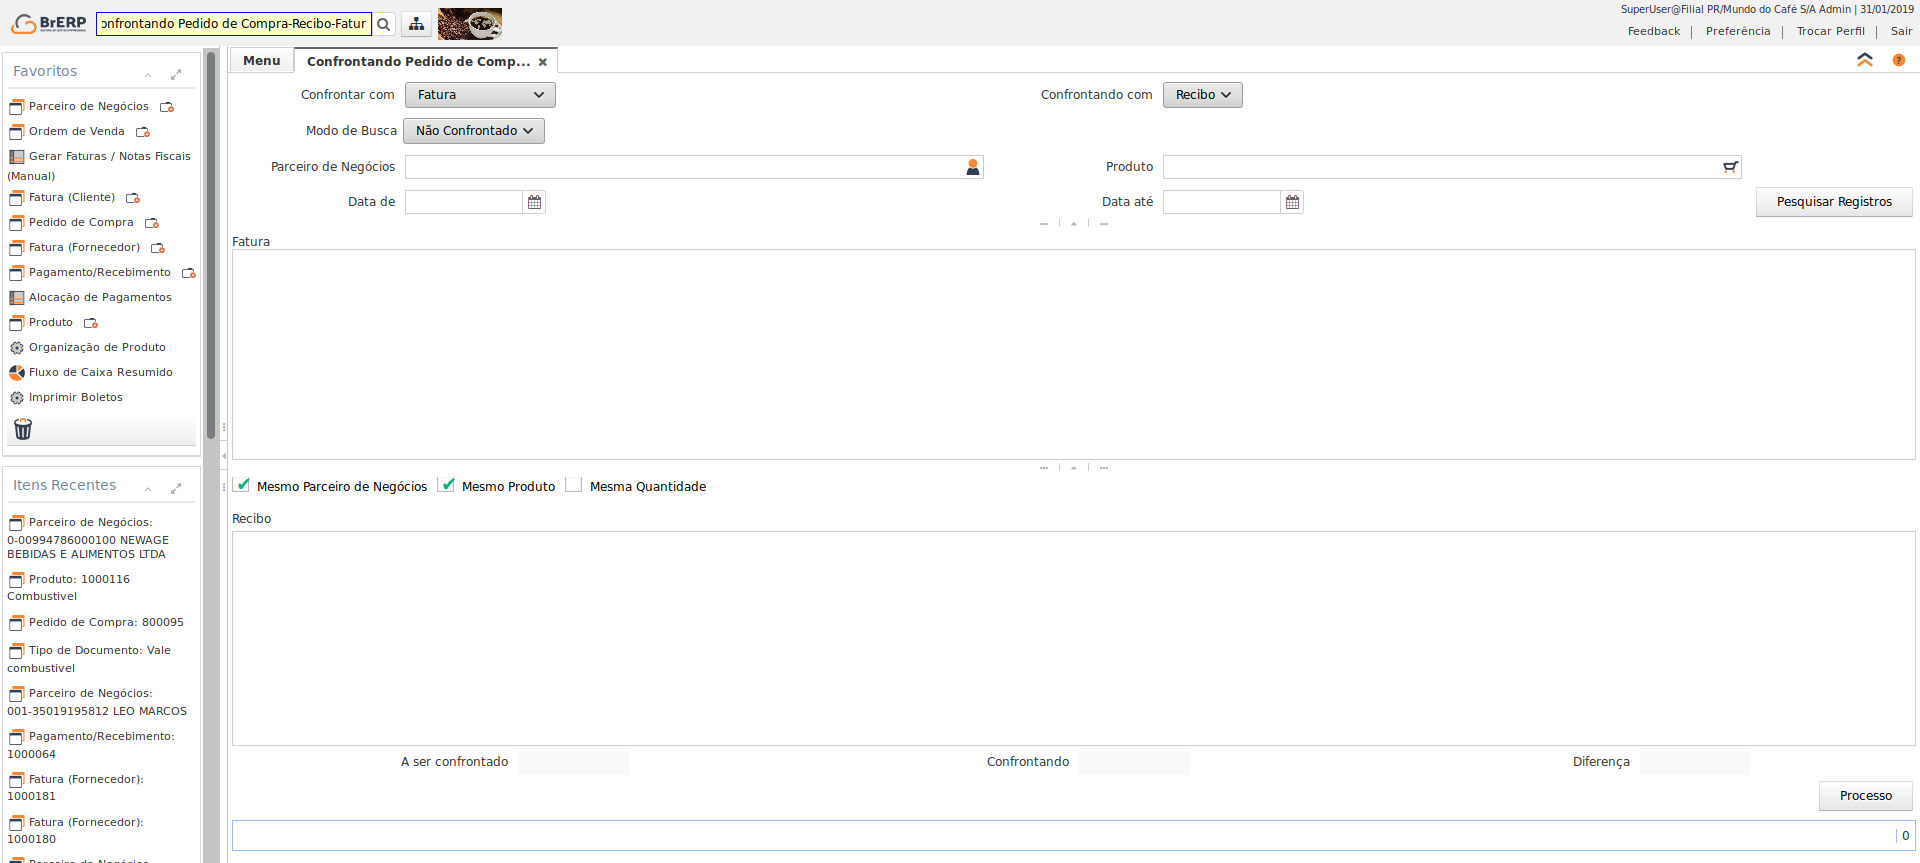 BrERP
onfrontando Pedido de Compra-Recibo-Fatur
SuperUser@Filial PR/Mundo do Café S/A Admin | 31/01/2019
Feedback | Preferência | Trocar Perfil | Sair
Favoritos
Parceiro de Negócios
Ordem de Venda
Gerar Faturas / Notas Fiscais
(Manual)
Fatura (Cliente)
Pedido de Compra
Fatura (Fornecedor)
Pagamento/Recebimento
Alocação de Pagamentos
Produto
Organização de Produto
Fluxo de Caixa Resumido
Imprimir Boletos
Itens Recentes
Parceiro de Negócios:
0-00994786000100 NEWAGE
BEBIDAS E ALIMENTOS LTDA
Produto: 1000116
Combustivel
Pedido de Compra: 800095
Tipo de Documento: Vale
combustivel
Parceiro de Negócios:
001-35019195812 LEO MARCOS
Pagamento/Recebimento:
1000064
Fatura (Fornecedor):
1000181
Fatura (Fornecedor):
1000180
Parceiro de Negócios
Menu
Confrontando Pedido de Comp...
Confrontar com Fatura
Confrontando com Recibo
Modo de Busca Não Confrontado
Parceiro de Negócios
Produto
Data de
Data até
Pesquisar Registros
Fatura
Mesmo Parceiro de Negócios
Mesmo Produto
Mesma Quantidade
Recibo
A ser confrontado
Confrontando
Diferença
Processo
0